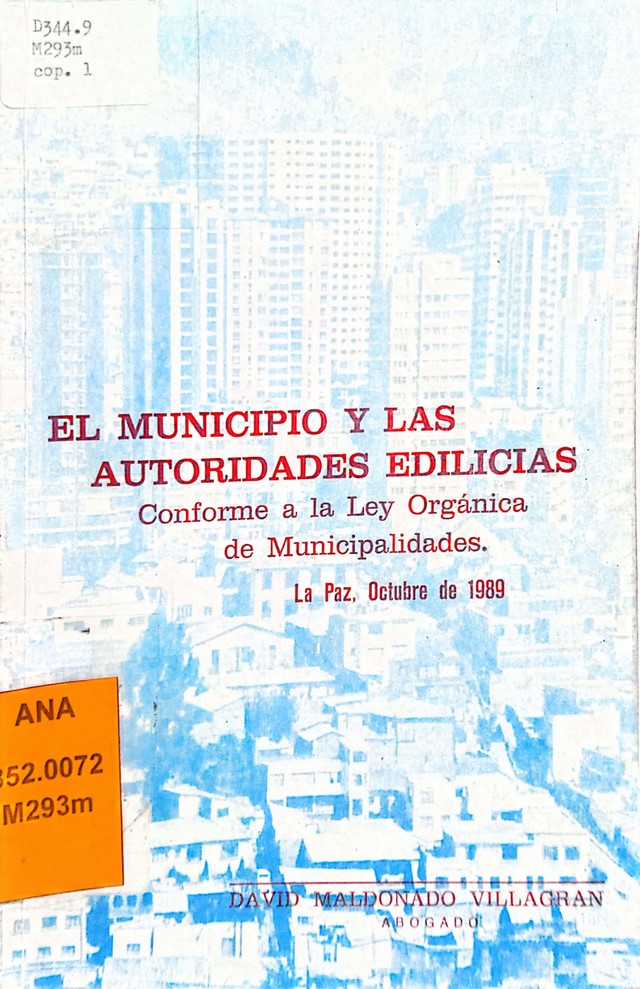 D344.9
M293m
cop. 1
EL MUNICIPIO Y LAS
AUTORIDADES EDILICIAS
Conforme a la Ley Orgánica
de Municipalidades.
La Paz, Octubre de 1989
ANA
352.0072
M293m
DAVID MALDONADO VILLAGRAN
ABOGADO